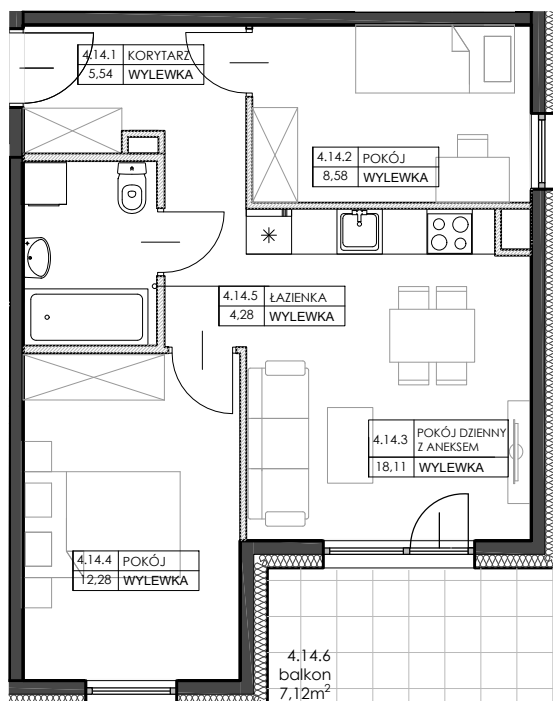 4.14.1 KORYTARZ
5,54 WYLEWKA
4.14.2 POKÓJ
8,58 WYLEWKA
4.14.5 ŁAZIENKA
4,28 WYLEWKA
4.14.3 POKÓJ DZIENNY
Z ANEKSEM
18,11 WYLEWKA
4.14.4 POKÓJ
12,28 WYLEWKA
4.14.6
balkon
7,12m²